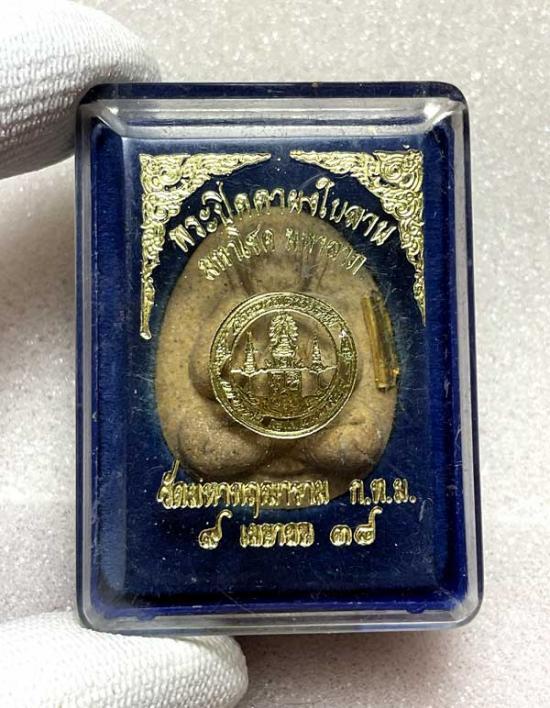 พระปิดตาผงใบลาน
มหาโชค มหาลาภ
วัดมหาพฤฒาราม ก.ท.ม.
๙ เมษายน ๓๘